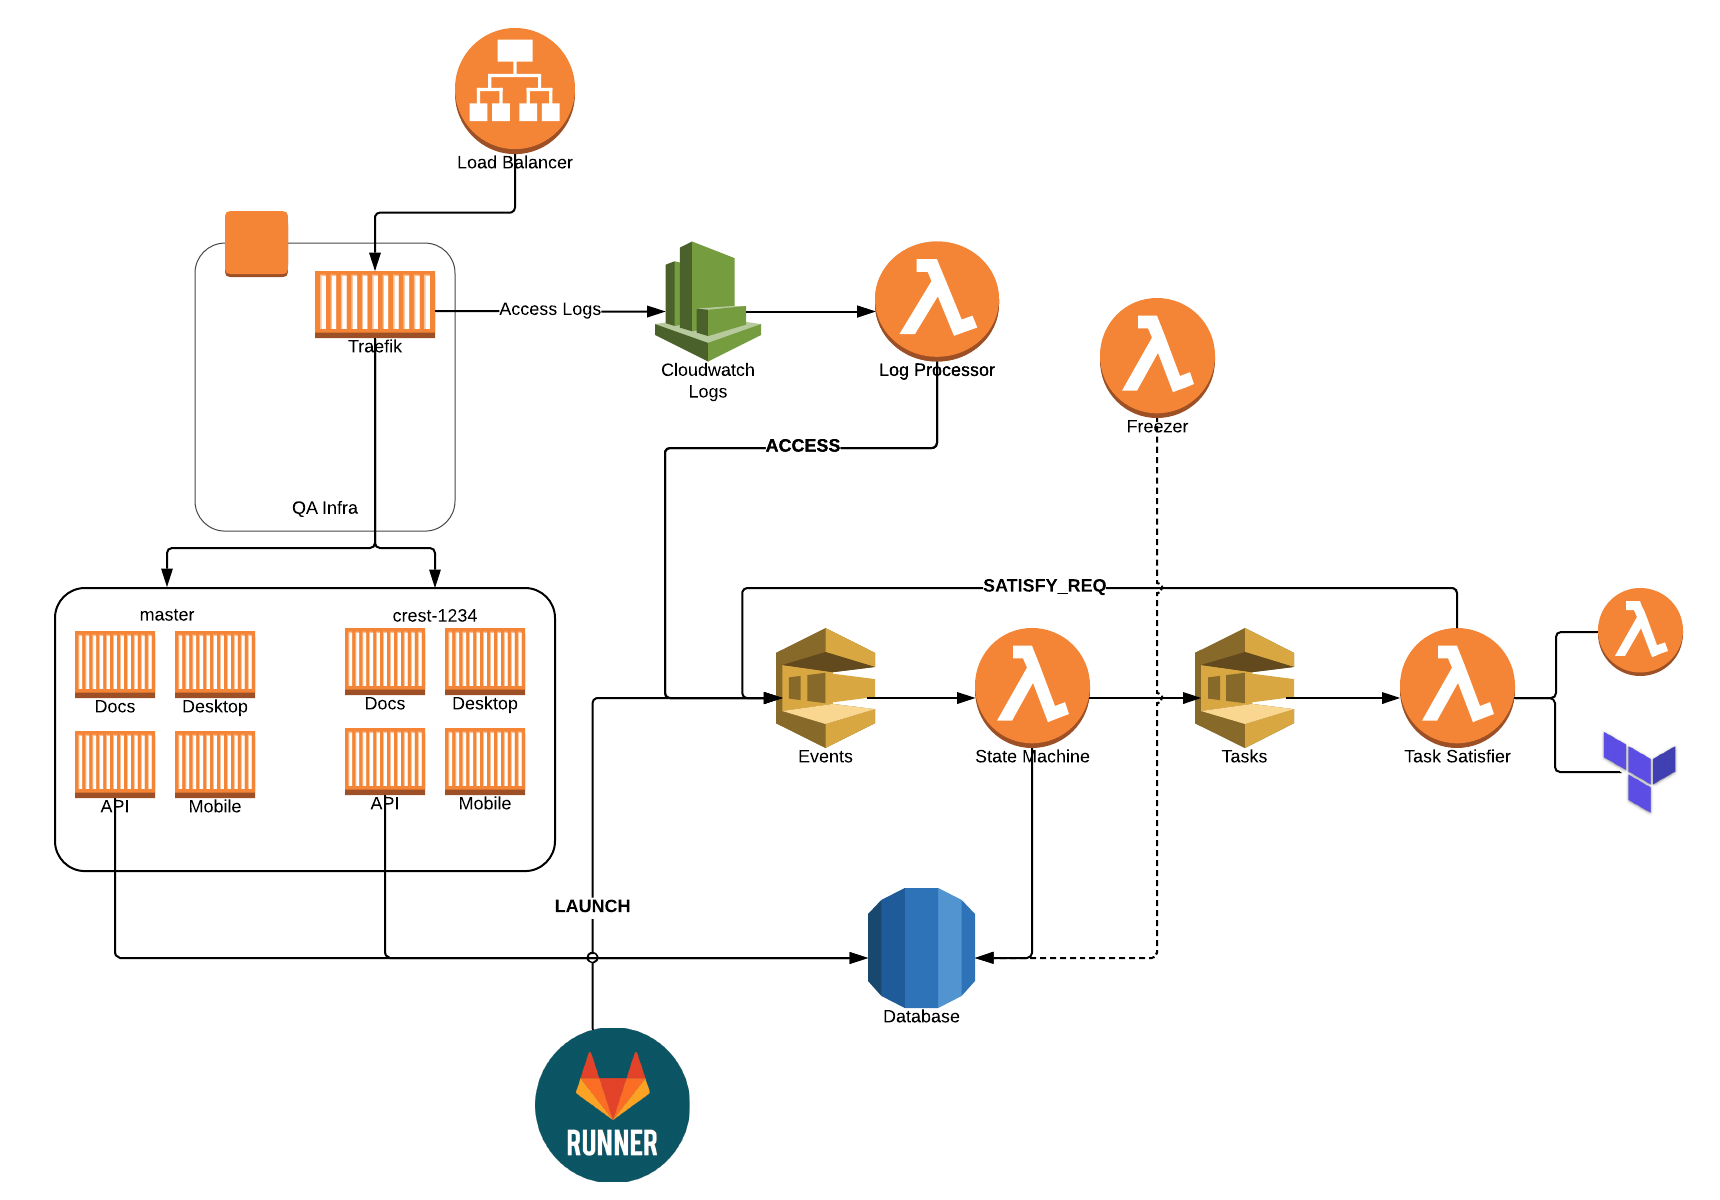 Load Balancer
Traefik
Access Logs
Cloudwatch
Logs
Log Processor
Freezer
ACCESS
QA Infra
SATISFY_REQ
master
crest-1234
Docs
Desktop
Docs
Desktop
API
Mobile
API
Mobile
Events
State Machine
Tasks
Task Satisfier
LAUNCH
Database
RUNNER